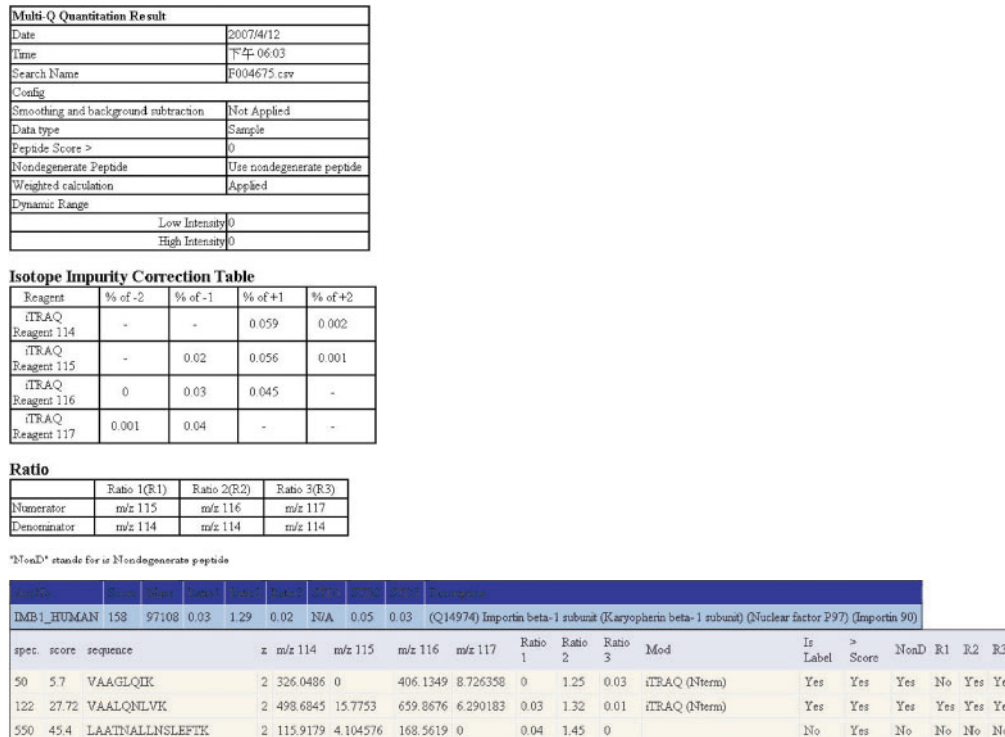 Multi-Q Quantitation Result
Date 2007/4/12
Time 下午 06:03
Search Name F004675.csv
Config
Smoothing and background subtraction Not Applied
Data type Sample
Peptide Score > 0
Nondegenerate Peptide Use nondegenerate peptide
Weighted calculation Applied
Dynamic Range
Low Intensity 0
High Intensity 0
Isotope Impurity Correction Table
Reagent % of -2 % of -1 % of +1 % of +2
iTRAQ Reagent 114 - - 0.059 0.002
iTRAQ Reagent 115 - 0.02 0.056 0.001
iTRAQ Reagent 116 0 0.03 0.045 -
iTRAQ Reagent 117 0.001 0.04 - -
Ratio
Ratio 1(R1) Ratio 2(R2) Ratio 3(R3)
Numerator m/z 115 m/z 116 m/z 117
Denominator m/z 114 m/z 114 m/z 114
"NonD" stands for is Nondegenerate peptide
IMB1_HUMAN 158 97108 0.03 1.29 0.02 N/A 0.05 0.03 (Q14974) Importin beta-1 subunit (Karyopherin beta-1 subunit) (Nuclear factor P97) (Importin 90)
spec. score sequence z m/z 114 m/z 115 m/z 116 m/z 117 Ratio 1 Ratio 2 Ratio 3 Mod Is Label > Score NonD R1 R2 R3
50 5.7 VAAGLQIK 2 326.0486 0 406.1349 8.726358 0 1.25 0.03 iTRAQ (Nterm) Yes Yes Yes No Yes Ye
122 27.72 VAALQNLVK 2 498.6845 15.7753 659.8676 6.290183 0.03 1.32 0.01 iTRAQ (Nterm) Yes Yes Yes Yes Yes Ye
550 45.4 LAATNALLNSLEFTK 2 115.9179 4.104576 168.5619 0 0.04 1.45 0 No Yes No No No No